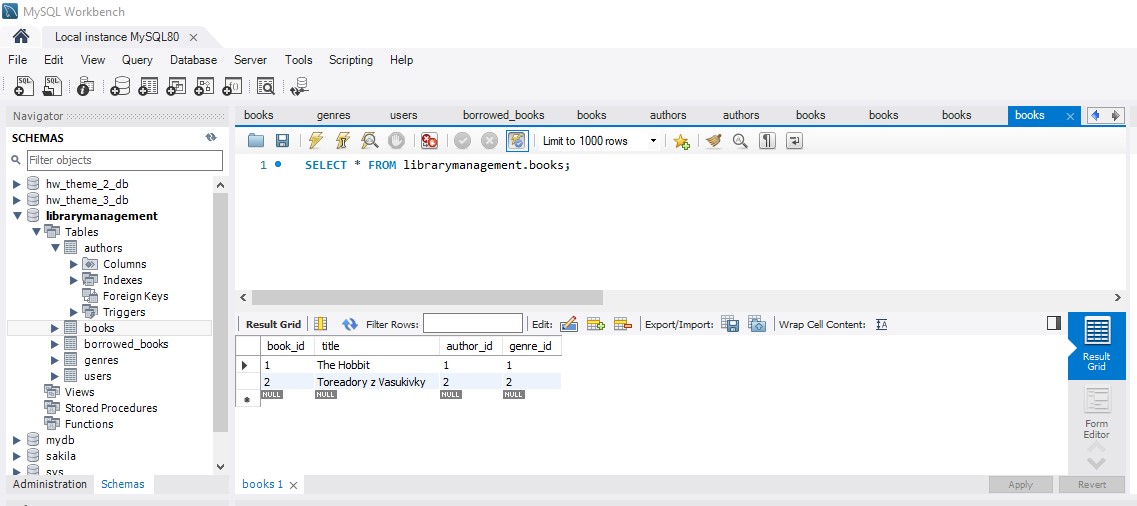 MySQL Workbench
Local instance MySQL80
File Edit View Query Database Server Tools Scripting Help
Navigator
SCHEMAS
Filter objects
hw_theme_2_db
hw_theme_3_db
librarymanagement
Tables
authors
Columns
Indexes
Foreign Keys
Triggers
books
borrowed_books
genres
users
Views
Stored Procedures
Functions
mydb
sakila
sys
Administration Schemas
books genres users borrowed_books books authors authors books books books books
Limit to 1000 rows
1 SELECT * FROM librarymanagement.books;
Result Grid Filter Rows: Edit: Export/Import: Wrap Cell Content:
book_id title author_id genre_id
1 The Hobbit 1 1
2 Toreadory z Vasukivky 2 2
NULL NULL NULL NULL
Result
Grid
Form
Editor
books 1
Apply Revert